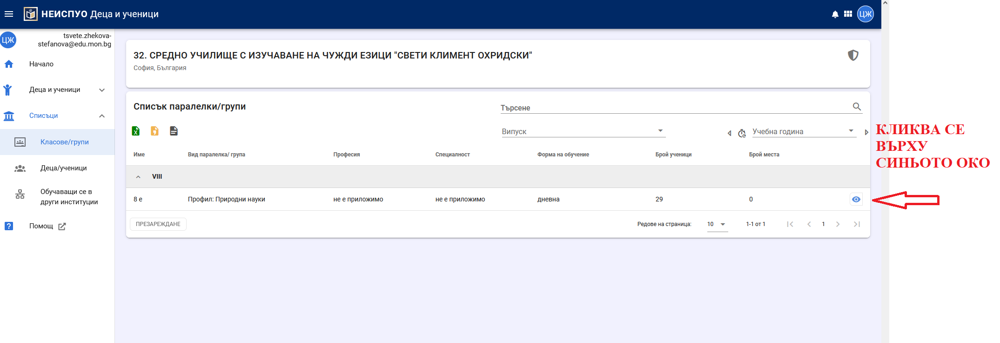 НЕИСПУО Деца и ученици
ЦЖ
ЦЖ
tsvete.zhekova-
stefanova@edu.mon.bg
Начало
Деца и ученици
Списъци
Класове/групи
Деца/ученици
Обучаващи се в
други институции
Помощ
32. СРЕДНО УЧИЛИЩЕ С ИЗУЧАВАНЕ НА ЧУЖДИ ЕЗИЦИ "СВЕТИ КЛИМЕНТ ОХРИДСКИ"
София, България
Списък паралелки/групи
Търсене
Випуск
Учебна година
Име Вид паралелка/ група Професия Специалност Форма на обучение Брой ученици Брой места
VIII
8 е Профил: Природни науки не е приложимо не е приложимо дневна 29 0
ПРЕЗАРЕЖДАНЕ
Редове на страница: 10 1-1 от 1 1
КЛИКВА СЕ
ВЪРХУ
СИНЬОТО ОКО